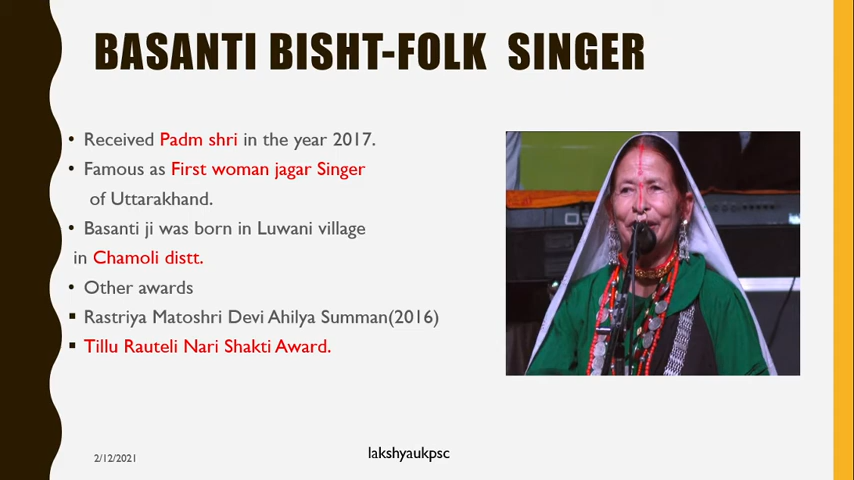 BASANTI BISHT-FOLK SINGER
• Received Padm shri in the year 2017.
• Famous as First woman jagar Singer
of Uttarakhand.
• Basanti ji was born in Luwani village
in Chamoli distt.
• Other awards
▪ Rastriya Matoshri Devi Ahilya Summan(2016)
▪ Tillu Rauteli Nari Shakti Award.
2/12/2021
lakshyaukpsc